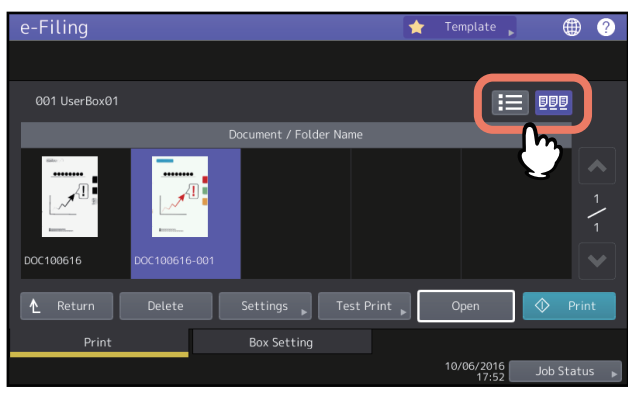 e-Filing
Template
?
001 UserBox01
Document / Folder Name
DOC100616
DOC100616-001
1
1
Return
Delete
Settings
Test Print
Open
Print
Print
Box Setting
10/06/2016
17:52
Job Status